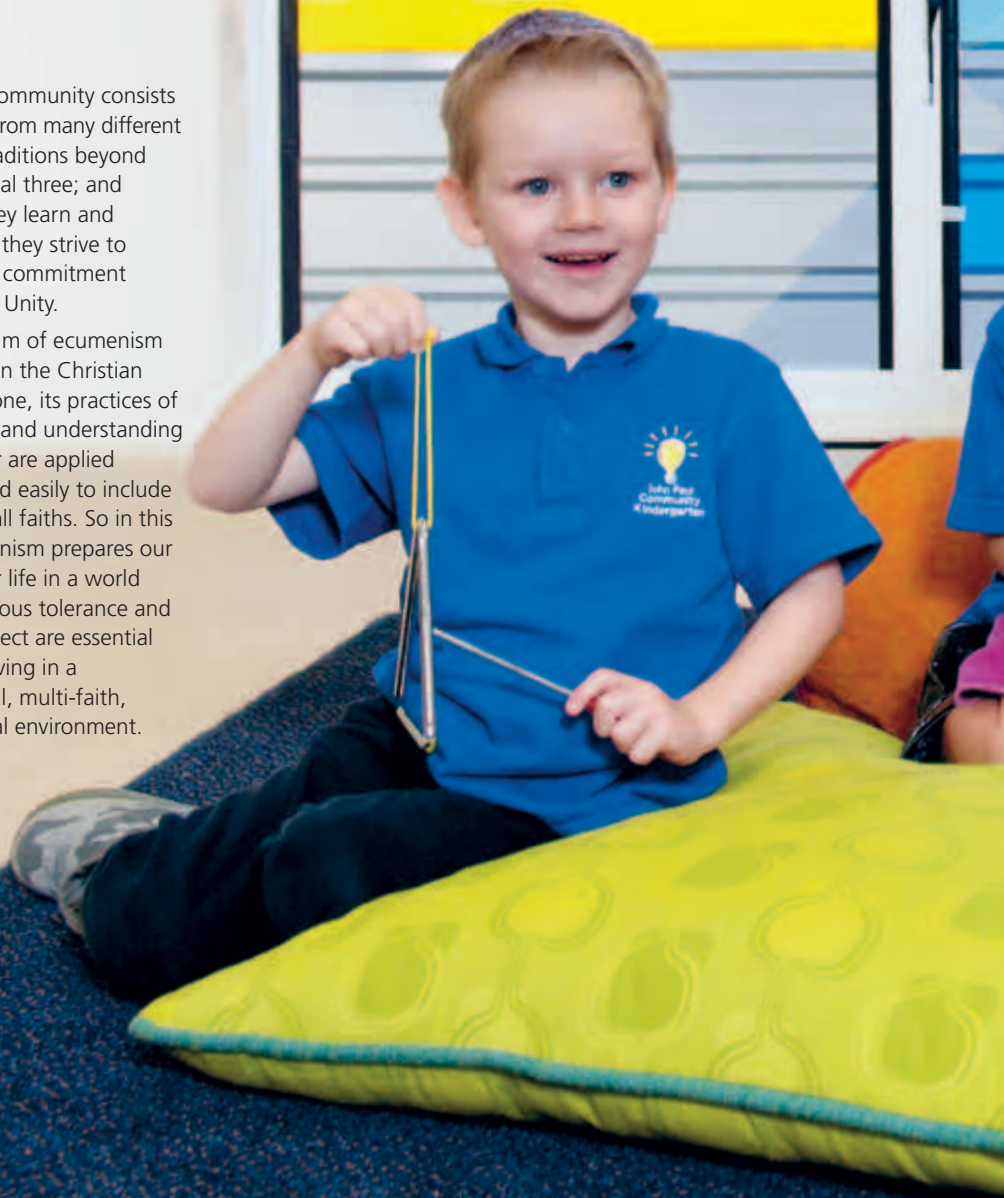 ommunity consists
rom many different
aditions beyond
al three; and
ey learn and
they strive to
commitment
Unity.
m of ecumenism
n the Christian
one, its practices of
and understanding
r are applied
d easily to include
ll faiths. So in this
nism prepares our
r life in a world
ous tolerance and
ect are essential
ving in a
l, multi-faith,
al environment.
John Paul
Community
Kindergarten